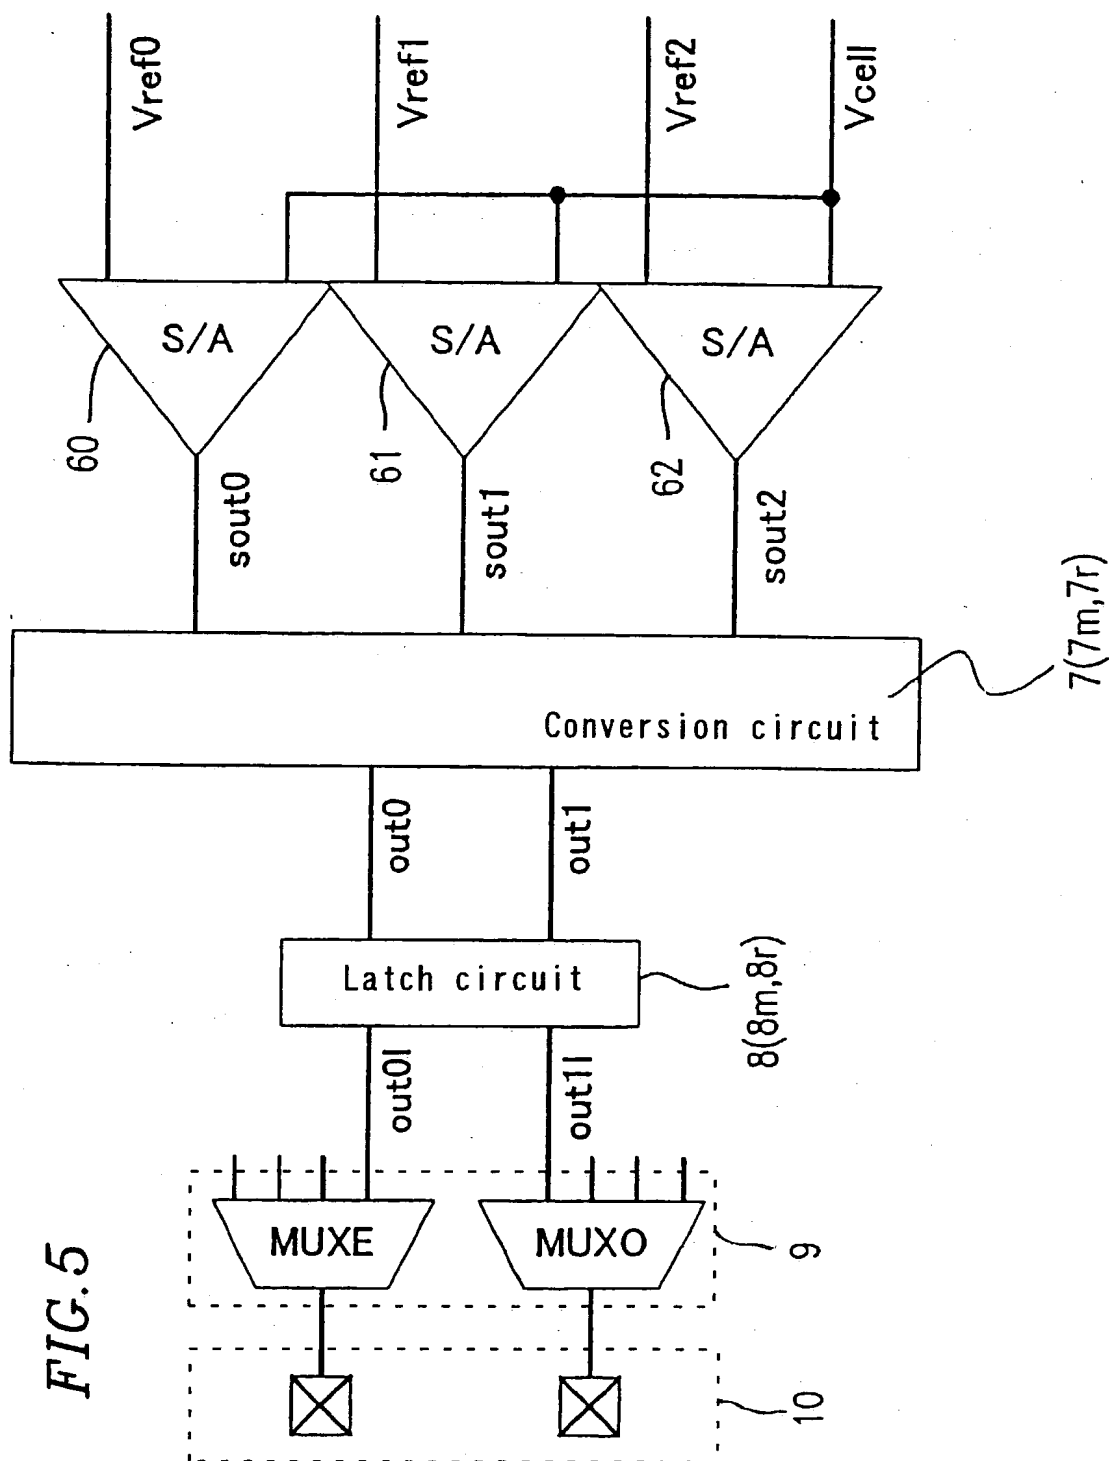 Vref0
Vref1
Vref2
Vcell
S/A
S/A
S/A
60
61
62
sout0
sout1
sout2
Conversion circuit
7(7m,7r)
out0
out1
Latch circuit
8(8m,8r)
out0l
out1l
MUXE
MUXO
9
10
FIG.5